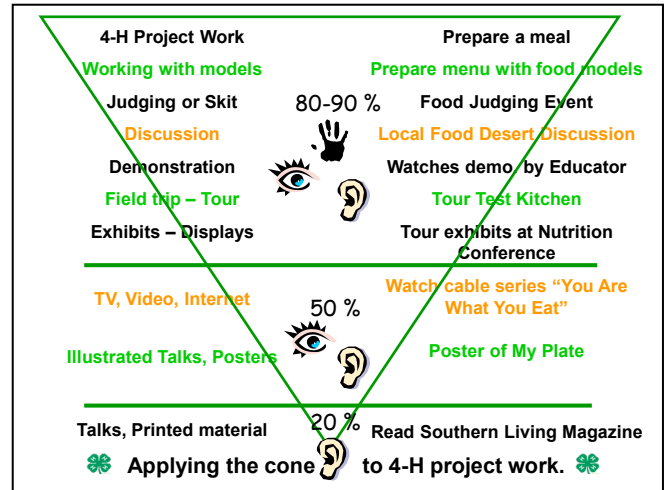 4-H Project Work
Prepare a meal
Working with models
Prepare menu with food models
Judging or Skit
80-90 %
Food Judging Event
Discussion
Local Food Desert Discussion
Demonstration
Watches demo. by Educator
Field trip – Tour
Tour Test Kitchen
Exhibits – Displays
Tour exhibits at Nutrition
Conference
TV, Video, Internet
50 %
Watch cable series “You Are
What You Eat”
Illustrated Talks, Posters
Poster of My Plate
Talks, Printed material
20 %
Read Southern Living Magazine
Applying the cone to 4-H project work.